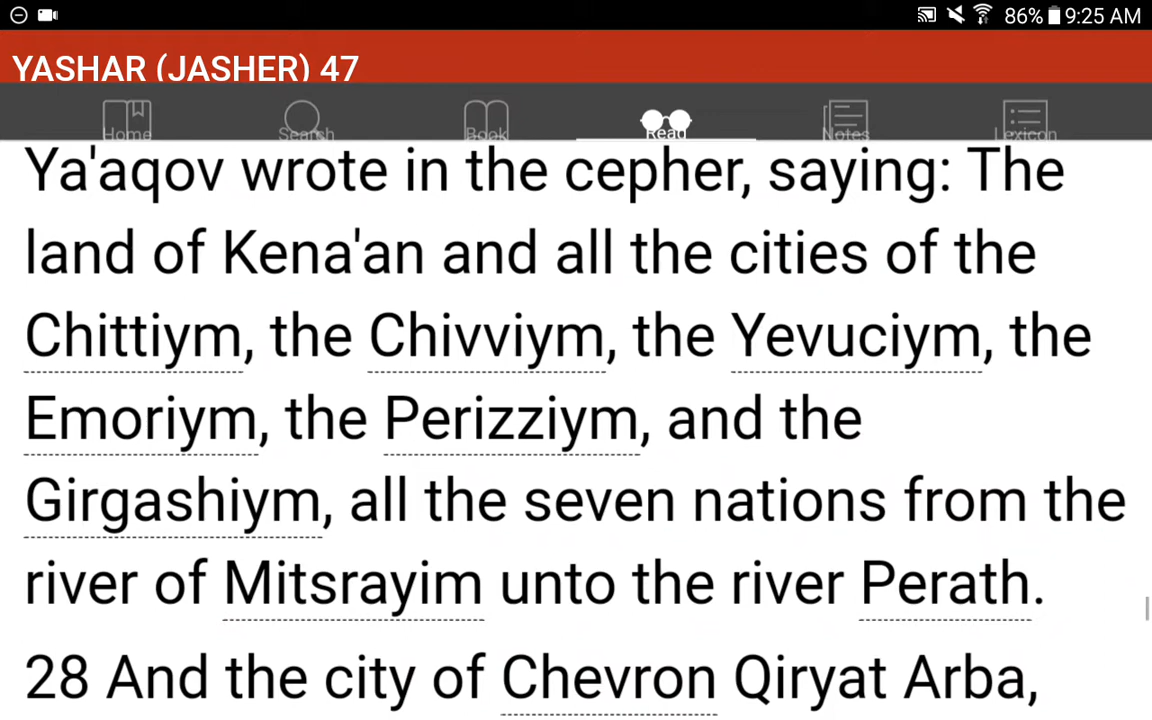 86% 9:25 AM
YASHAR (JASHER) 47
Home Search Book Read Notes Lexicon
Ya'aqov wrote in the cepher, saying: The
land of Kena'an and all the cities of the
Chittiym, the Chivviym, the Yevuciym, the
Emoriym, the Perizziym, and the
Girgashiym, all the seven nations from the
river of Mitsrayim unto the river Perath.
28 And the city of Chevron Qiryat Arba,